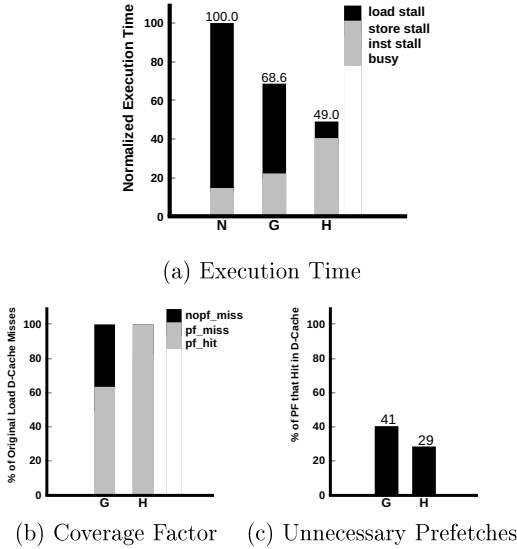 Normalized Execution Time
100
80
60
40
20
0
100.0
68.6
49.0
N G H
load stall
store stall
inst stall
busy
(a) Execution Time
% of Original Load D-Cache Misses
100
80
60
40
20
0
G H
nopf_miss
pf_miss
pf_hit
(b) Coverage Factor
% of PF that Hit in D-Cache
100
80
60
40
20
0
41
29
G H
(c) Unnecessary Prefetches